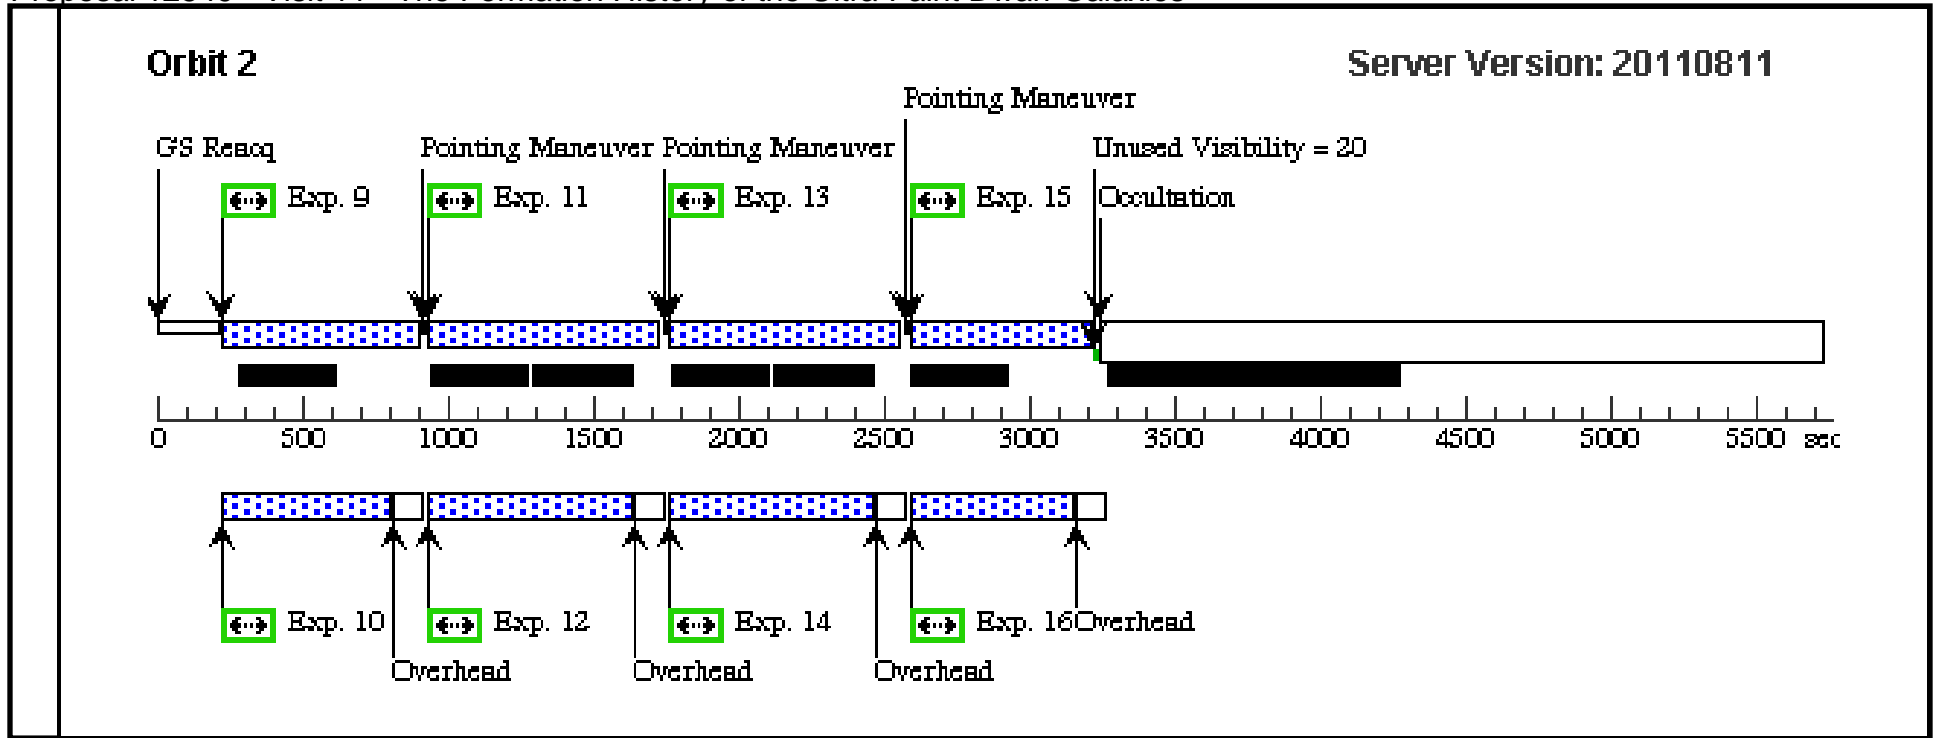 Orbit 2
Server Version: 20110811
Pointing Maneuver
GS Reacq
Pointing Maneuver
Pointing Maneuver
Unused Visibility = 20
Exp. 9
Exp. 11
Exp. 13
Exp. 15
Occultation
0
500
1000
1500
2000
2500
3000
3500
4000
4500
5000
5500
sec
Exp. 10
Exp. 12
Exp. 14
Exp. 16
Overhead
Overhead
Overhead
Overhead